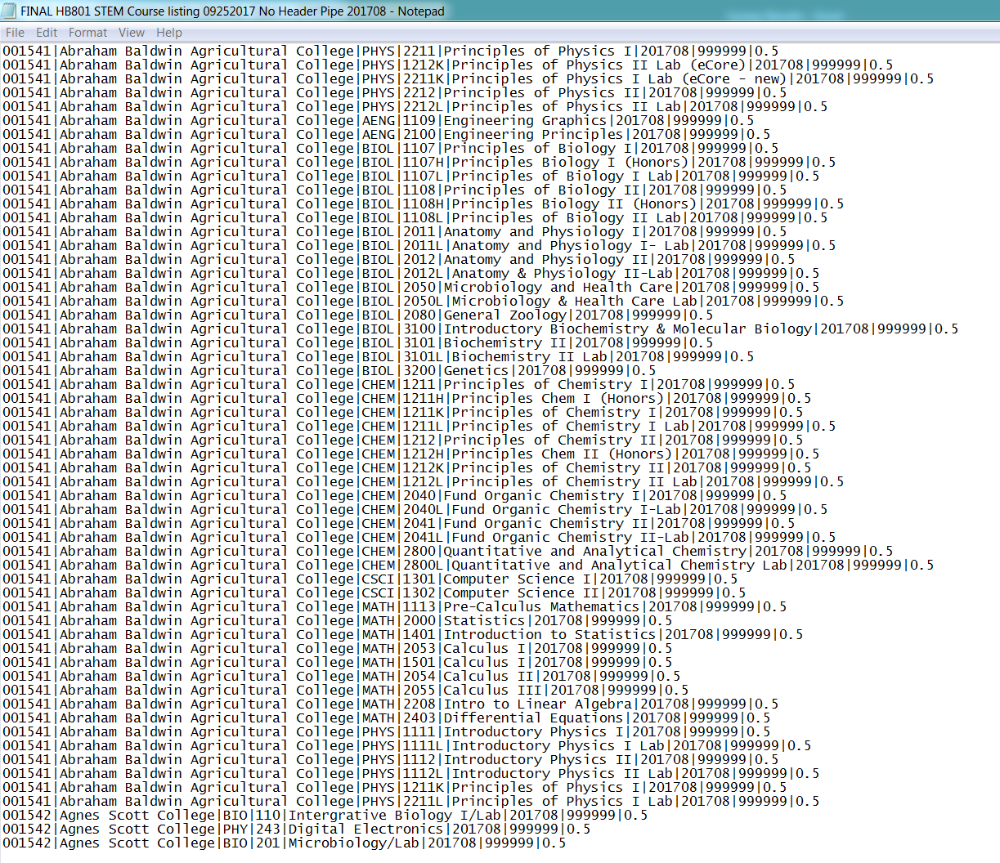 FINAL HB801 STEM Course listing 09252017 No Header Pipe 201708 - Notepad
File Edit Format View Help
001541|Abraham Baldwin Agricultural College|PHYS|2211|Principles of Physics I|201708|999999|0.5
001541|Abraham Baldwin Agricultural College|PHYS|1212K|Principles of Physics II Lab (eCore)|201708|999999|0.5
001541|Abraham Baldwin Agricultural College|PHYS|2211K|Principles of Physics I Lab (eCore - new)|201708|999999|0.5
001541|Abraham Baldwin Agricultural College|PHYS|2212|Principles of Physics II|201708|999999|0.5
001541|Abraham Baldwin Agricultural College|PHYS|2212L|Principles of Physics II Lab|201708|999999|0.5
001541|Abraham Baldwin Agricultural College|AENG|1109|Engineering Graphics|201708|999999|0.5
001541|Abraham Baldwin Agricultural College|AENG|2100|Engineering Principles|201708|999999|0.5
001541|Abraham Baldwin Agricultural College|BIOL|1107|Principles of Biology I|201708|999999|0.5
001541|Abraham Baldwin Agricultural College|BIOL|1107H|Principles Biology I (Honors)|201708|999999|0.5
001541|Abraham Baldwin Agricultural College|BIOL|1107L|Principles of Biology I Lab|201708|999999|0.5
001541|Abraham Baldwin Agricultural College|BIOL|1108|Principles of Biology II|201708|999999|0.5
001541|Abraham Baldwin Agricultural College|BIOL|1108H|Principles Biology II (Honors)|201708|999999|0.5
001541|Abraham Baldwin Agricultural College|BIOL|1108L|Principles of Biology II Lab|201708|999999|0.5
001541|Abraham Baldwin Agricultural College|BIOL|2011|Anatomy and Physiology I|201708|999999|0.5
001541|Abraham Baldwin Agricultural College|BIOL|2011L|Anatomy and Physiology I- Lab|201708|999999|0.5
001541|Abraham Baldwin Agricultural College|BIOL|2012|Anatomy and Physiology II|201708|999999|0.5
001541|Abraham Baldwin Agricultural College|BIOL|2012L|Anatomy & Physiology II-Lab|201708|999999|0.5
001541|Abraham Baldwin Agricultural College|BIOL|2050|Microbiology and Health Care|201708|999999|0.5
001541|Abraham Baldwin Agricultural College|BIOL|2050L|Microbiology & Health Care Lab|201708|999999|0.5
001541|Abraham Baldwin Agricultural College|BIOL|2080|General Zoology|201708|999999|0.5
001541|Abraham Baldwin Agricultural College|BIOL|3100|Introductory Biochemistry & Molecular Biology|201708|999999|0.5
001541|Abraham Baldwin Agricultural College|BIOL|3101|Biochemistry II|201708|999999|0.5
001541|Abraham Baldwin Agricultural College|BIOL|3101L|Biochemistry II Lab|201708|999999|0.5
001541|Abraham Baldwin Agricultural College|BIOL|3200|Genetics|201708|999999|0.5
001541|Abraham Baldwin Agricultural College|CHEM|1211|Principles of Chemistry I|201708|999999|0.5
001541|Abraham Baldwin Agricultural College|CHEM|1211H|Principles Chem I (Honors)|201708|999999|0.5
001541|Abraham Baldwin Agricultural College|CHEM|1211K|Principles of Chemistry I|201708|999999|0.5
001541|Abraham Baldwin Agricultural College|CHEM|1211L|Principles of Chemistry I Lab|201708|999999|0.5
001541|Abraham Baldwin Agricultural College|CHEM|1212|Principles of Chemistry II|201708|999999|0.5
001541|Abraham Baldwin Agricultural College|CHEM|1212H|Principles Chem II (Honors)|201708|999999|0.5
001541|Abraham Baldwin Agricultural College|CHEM|1212K|Principles of Chemistry II|201708|999999|0.5
001541|Abraham Baldwin Agricultural College|CHEM|1212L|Principles of Chemistry II Lab|201708|999999|0.5
001541|Abraham Baldwin Agricultural College|CHEM|2040|Fund Organic Chemistry I|201708|999999|0.5
001541|Abraham Baldwin Agricultural College|CHEM|2040L|Fund Organic Chemistry I-Lab|201708|999999|0.5
001541|Abraham Baldwin Agricultural College|CHEM|2041|Fund Organic Chemistry II|201708|999999|0.5
001541|Abraham Baldwin Agricultural College|CHEM|2041L|Fund Organic Chemistry II-Lab|201708|999999|0.5
001541|Abraham Baldwin Agricultural College|CHEM|2800|Quantitative and Analytical Chemistry|201708|999999|0.5
001541|Abraham Baldwin Agricultural College|CHEM|2800L|Quantitative and Analytical Chemistry Lab|201708|999999|0.5
001541|Abraham Baldwin Agricultural College|CSCI|1301|Computer Science I|201708|999999|0.5
001541|Abraham Baldwin Agricultural College|CSCI|1302|Computer Science II|201708|999999|0.5
001541|Abraham Baldwin Agricultural College|MATH|1113|Pre-Calculus Mathematics|201708|999999|0.5
001541|Abraham Baldwin Agricultural College|MATH|2000|Statistics|201708|999999|0.5
001541|Abraham Baldwin Agricultural College|MATH|1401|Introduction to Statistics|201708|999999|0.5
001541|Abraham Baldwin Agricultural College|MATH|2053|Calculus I|201708|999999|0.5
001541|Abraham Baldwin Agricultural College|MATH|1501|Calculus I|201708|999999|0.5
001541|Abraham Baldwin Agricultural College|MATH|2054|Calculus II|201708|999999|0.5
001541|Abraham Baldwin Agricultural College|MATH|2055|Calculus III|201708|999999|0.5
001541|Abraham Baldwin Agricultural College|MATH|2208|Intro to Linear Algebra|201708|999999|0.5
001541|Abraham Baldwin Agricultural College|MATH|2403|Differential Equations|201708|999999|0.5
001541|Abraham Baldwin Agricultural College|PHYS|1111|Introductory Physics I|201708|999999|0.5
001541|Abraham Baldwin Agricultural College|PHYS|1111L|Introductory Physics I Lab|201708|999999|0.5
001541|Abraham Baldwin Agricultural College|PHYS|1112|Introductory Physics II|201708|999999|0.5
001541|Abraham Baldwin Agricultural College|PHYS|1112L|Introductory Physics II Lab|201708|999999|0.5
001541|Abraham Baldwin Agricultural College|PHYS|1211K|Principles of Physics I|201708|999999|0.5
001541|Abraham Baldwin Agricultural College|PHYS|2211L|Principles of Physics I Lab|201708|999999|0.5
001542|Agnes Scott College|BIO|110|Intergrative Biology I/Lab|201708|999999|0.5
001542|Agnes Scott College|PHY|243|Digital Electronics|201708|999999|0.5
001542|Agnes Scott College|BIO|201|Microbiology/Lab|201708|999999|0.5